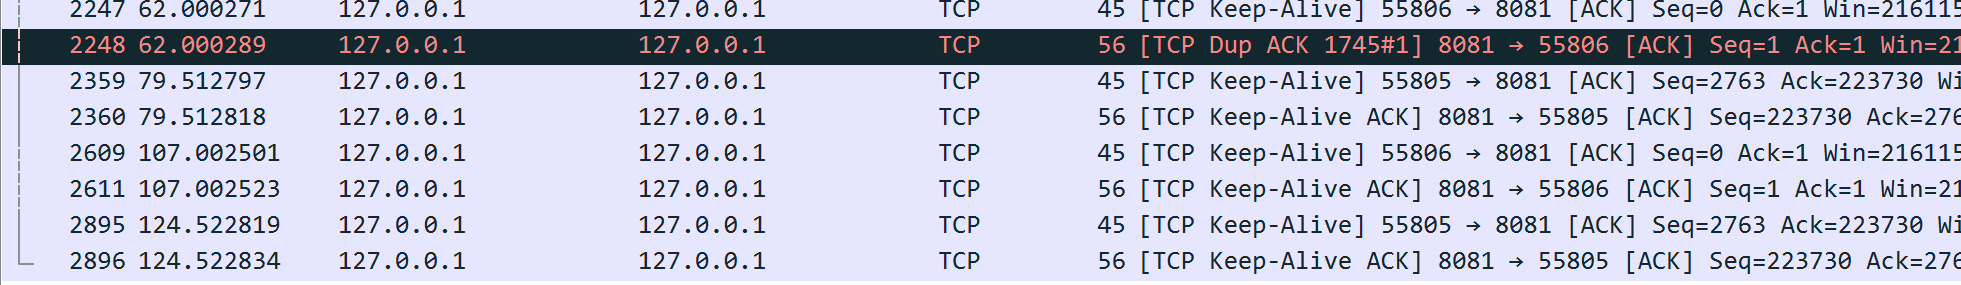 2247 62.000271 127.0.0.1 127.0.0.1 TCP 45 [TCP Keep-Alive] 55806 → 8081 [ACK] Seq=0 Ack=1 Win=216115
2248 62.000289 127.0.0.1 127.0.0.1 TCP 56 [TCP Dup ACK 1745#1] 8081 → 55806 [ACK] Seq=1 Ack=1 Win=21
2359 79.512797 127.0.0.1 127.0.0.1 TCP 45 [TCP Keep-Alive] 55805 → 8081 [ACK] Seq=2763 Ack=223730 Wi
2360 79.512818 127.0.0.1 127.0.0.1 TCP 56 [TCP Keep-Alive ACK] 8081 → 55805 [ACK] Seq=223730 Ack=276
2609 107.002501 127.0.0.1 127.0.0.1 TCP 45 [TCP Keep-Alive] 55806 → 8081 [ACK] Seq=0 Ack=1 Win=216115
2611 107.002523 127.0.0.1 127.0.0.1 TCP 56 [TCP Keep-Alive ACK] 8081 → 55806 [ACK] Seq=1 Ack=1 Win=21
2895 124.522819 127.0.0.1 127.0.0.1 TCP 45 [TCP Keep-Alive] 55805 → 8081 [ACK] Seq=2763 Ack=223730 Wi
2896 124.522834 127.0.0.1 127.0.0.1 TCP 56 [TCP Keep-Alive ACK] 8081 → 55805 [ACK] Seq=223730 Ack=276